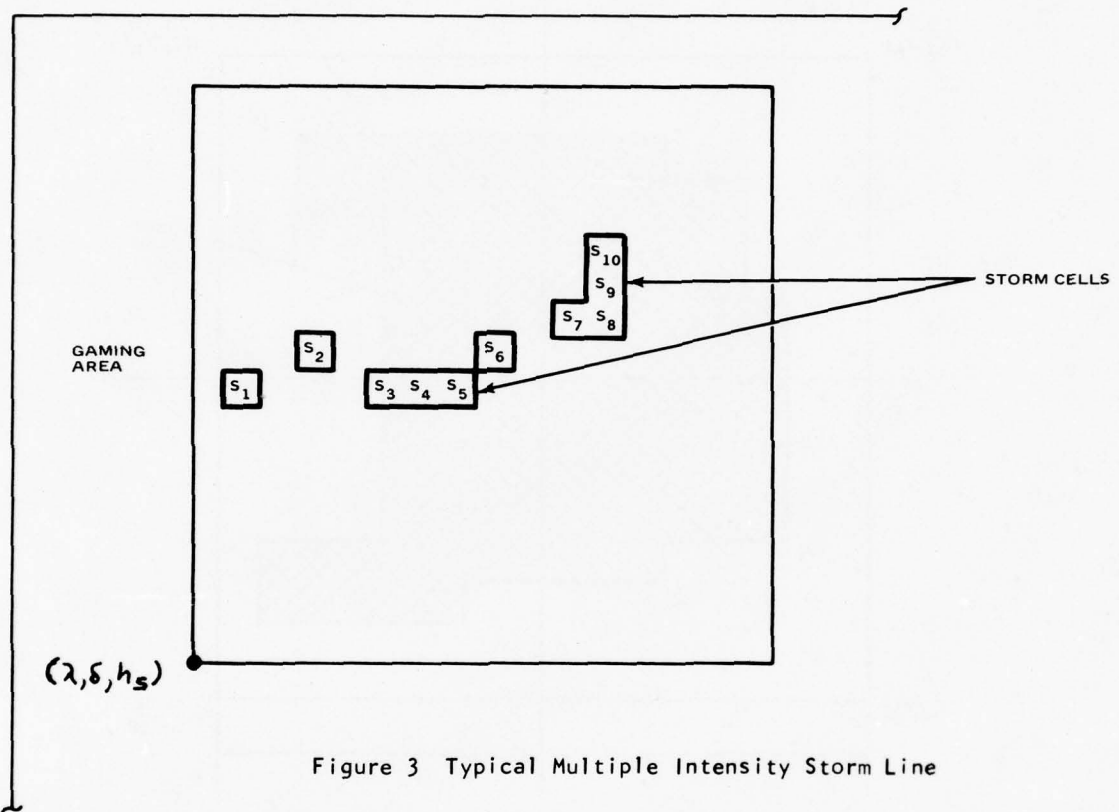 S10
S9
STORM CELLS
S7 S8
GAMING
AREA
S2
S6
S1
S3 S4 S5
(λ,δ,hs)
Figure 3 Typical Multiple Intensity Storm Line